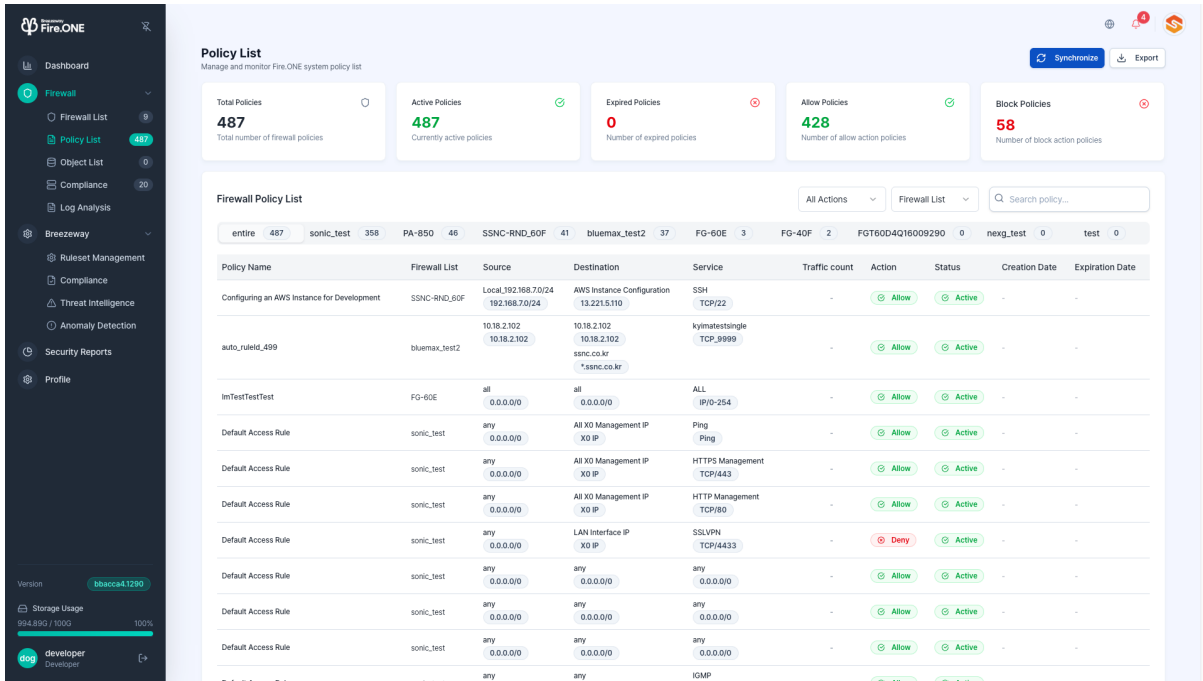 Breezeway
Fire.ONE
4
Dashboard
Firewall
Firewall List 9
Policy List 487
Object List 0
Compliance 20
Log Analysis
Breezeway
Ruleset Management
Compliance
Threat Intelligence
Anomaly Detection
Security Reports
Profile
Version bbacca4.1290
Storage Usage
994.89G / 100G 100%
dog developer
Developer
Policy List
Manage and monitor Fire.ONE system policy list
Synchronize Export
Total Policies
487
Total number of firewall policies
Active Policies
487
Currently active policies
Expired Policies
0
Number of expired policies
Allow Policies
428
Number of allow action policies
Block Policies
58
Number of block action policies
Firewall Policy List All Actions Firewall List Search policy...
entire 487 sonic_test 358 PA-850 46 SSNC-RND_60F 41 bluemax_test2 37 FG-60E 3 FG-40F 2 FGT60D4Q16009290 0 nexg_test 0 test 0
Policy Name Firewall List Source Destination Service Traffic count Action Status Creation Date Expiration Date
Local_192.168.7.0/24 AWS Instance Configuration SSH
Configuring an AWS Instance for Development SSNC-RND_60F 192.168.7.0/24 13.221.5.110 TCP/22 - Allow Active - -
10.18.2.102 10.18.2.102 kyimatestsingle
10.18.2.102 10.18.2.102 TCP_9999
auto_ruleId_499 bluemax_test2 ssnc.co.kr - Allow Active - -
*.ssnc.co.kr
all all ALL
ImTestTestTest FG-60E 0.0.0.0/0 0.0.0.0/0 IP/0-254 - Allow Active - -
any All X0 Management IP Ping
Default Access Rule sonic_test 0.0.0.0/0 X0 IP Ping - Allow Active - -
any All X0 Management IP HTTPS Management
Default Access Rule sonic_test 0.0.0.0/0 X0 IP TCP/443 - Allow Active - -
any All X0 Management IP HTTP Management
Default Access Rule sonic_test 0.0.0.0/0 X0 IP TCP/80 - Allow Active - -
any LAN Interface IP SSLVPN
Default Access Rule sonic_test 0.0.0.0/0 X0 IP TCP/4433 - Deny Active - -
any any any
Default Access Rule sonic_test 0.0.0.0/0 0.0.0.0/0 0.0.0.0/0 - Allow Active - -
any any any
Default Access Rule sonic_test 0.0.0.0/0 0.0.0.0/0 0.0.0.0/0 - Allow Active - -
any any any
Default Access Rule sonic_test 0.0.0.0/0 0.0.0.0/0 0.0.0.0/0 - Allow Active - -
any any IGMP